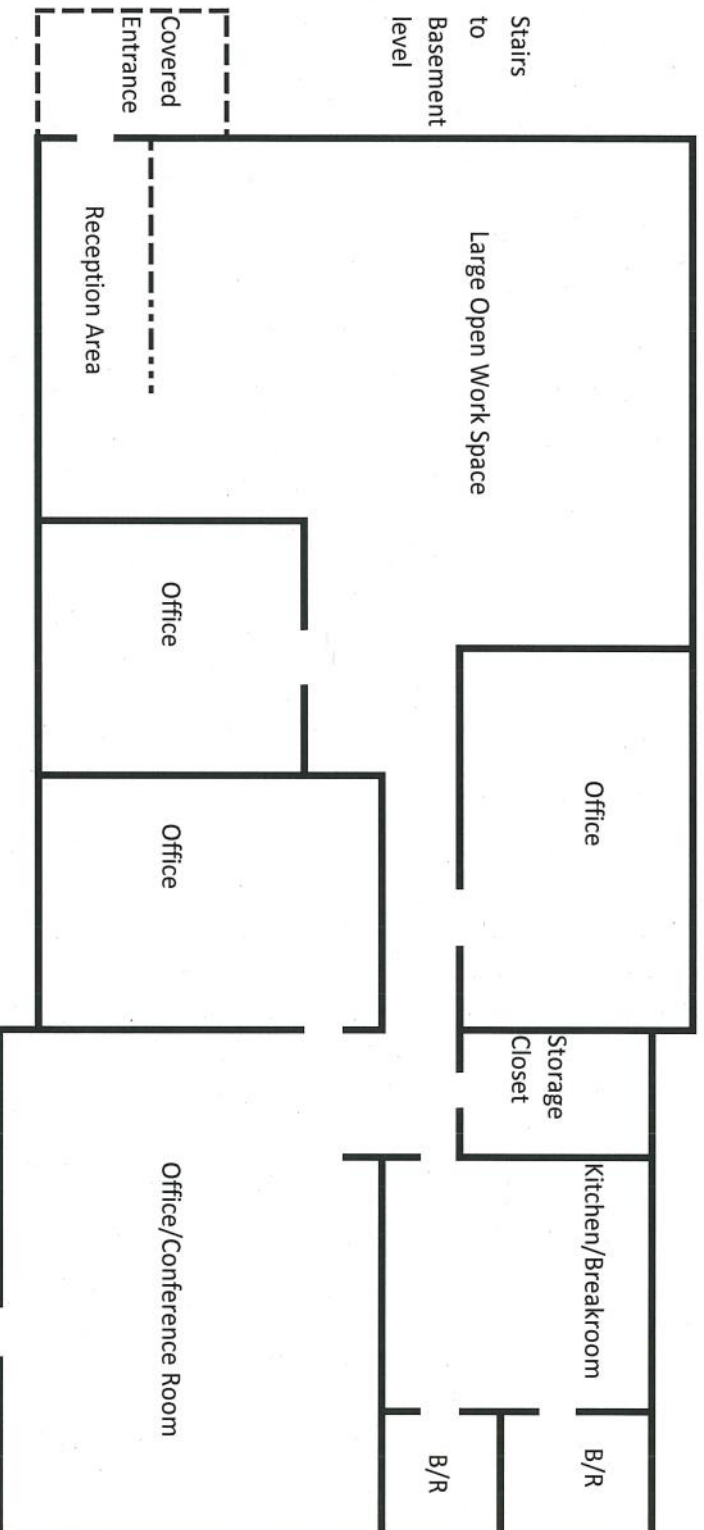 Stairs
to
Basement
level
Covered
Entrance
Large Open Work Space
Reception Area
Office
Office
Office
Storage
Closet
Kitchen/Breakroom
Office/Conference Room
B/R
B/R